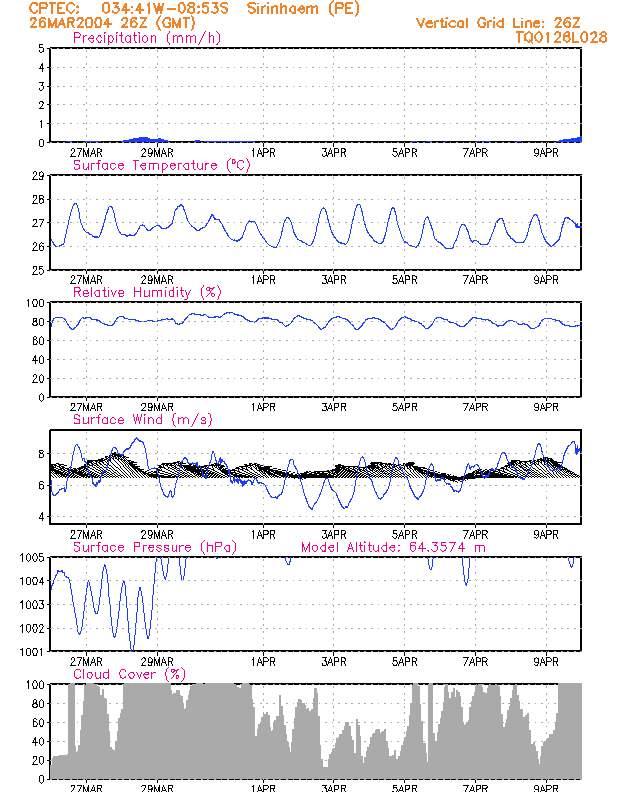 CPTEC: 034:41W-08:53S Sirinhaem (PE)
26MAR2004 26Z (GMT) Vertical Grid Line: 26Z
Precipitation (mm/h) TQ0126L028
5
4
3
2
1
0
27MAR 29MAR 1APR 3APR 5APR 7APR 9APR
Surface Temperature (ºC)
29
28
27
26
25
27MAR 29MAR 1APR 3APR 5APR 7APR 9APR
Relative Humidity (%)
100
80
60
40
20
0
27MAR 29MAR 1APR 3APR 5APR 7APR 9APR
Surface Wind (m/s)
8
6
4
27MAR 29MAR 1APR 3APR 5APR 7APR 9APR
Surface Pressure (hPa) Model Altitude: 64.3574 m
1005
1004
1003
1002
1001
27MAR 29MAR 1APR 3APR 5APR 7APR 9APR
Cloud Cover (%)
100
80
60
40
20
0
27MAR 29MAR 1APR 3APR 5APR 7APR 9APR